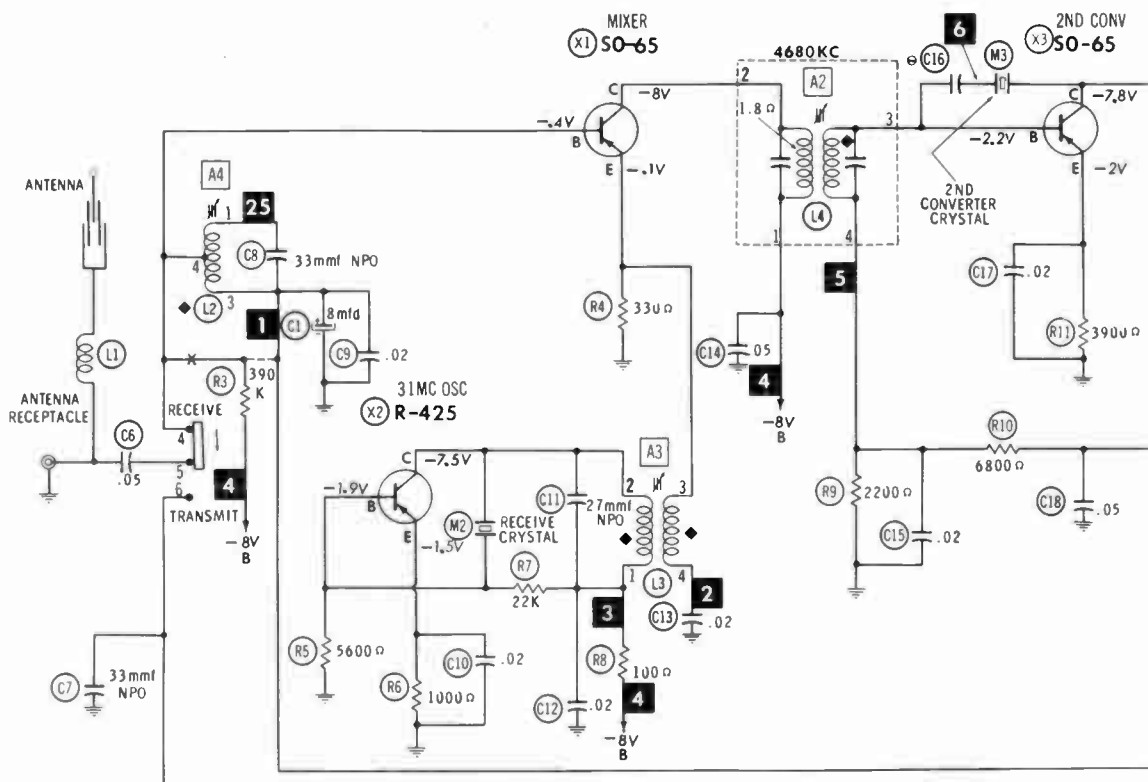 MIXER
X1 SO-65
2ND CONV
X3 SO-65
6
4680KC
C16
M3
C
-8V
2
A2
1.8Ω
C
-7.8V
-.4V
B
3
-2.2V
B
E
-.1V
E
-2V
ANTENNA
A4
1
25
4
C8
33mmf NPO
L2
3
L4
1
4
2ND
CONVERTER
CRYSTAL
5
C17
.02
R4
330Ω
1
C1
8mfd
C9
.02
L1
R11
3900Ω
C14
.05
4
-8V
B
R3
390
K
31MC OSC
X2 R-425
ANTENNA
RECEPTACLE
RECEIVE
4
C6
.05
5
6
TRANSMIT
4
-8V
B
R10
6800Ω
C
-7.5V
A3
2
3
-1.9V
B
C11
27mmf
NPO
M2
RECEIVE
CRYSTAL
E
-1.5V
R9
2200Ω
C15
.02
C18
.05
R7
22K
1
L3
4
3
2
C13
.02
R5
5600Ω
C10
.02
R8
100Ω
C7
33mmf
NPO
R6
1000Ω
C12
.02
4
-8V
B